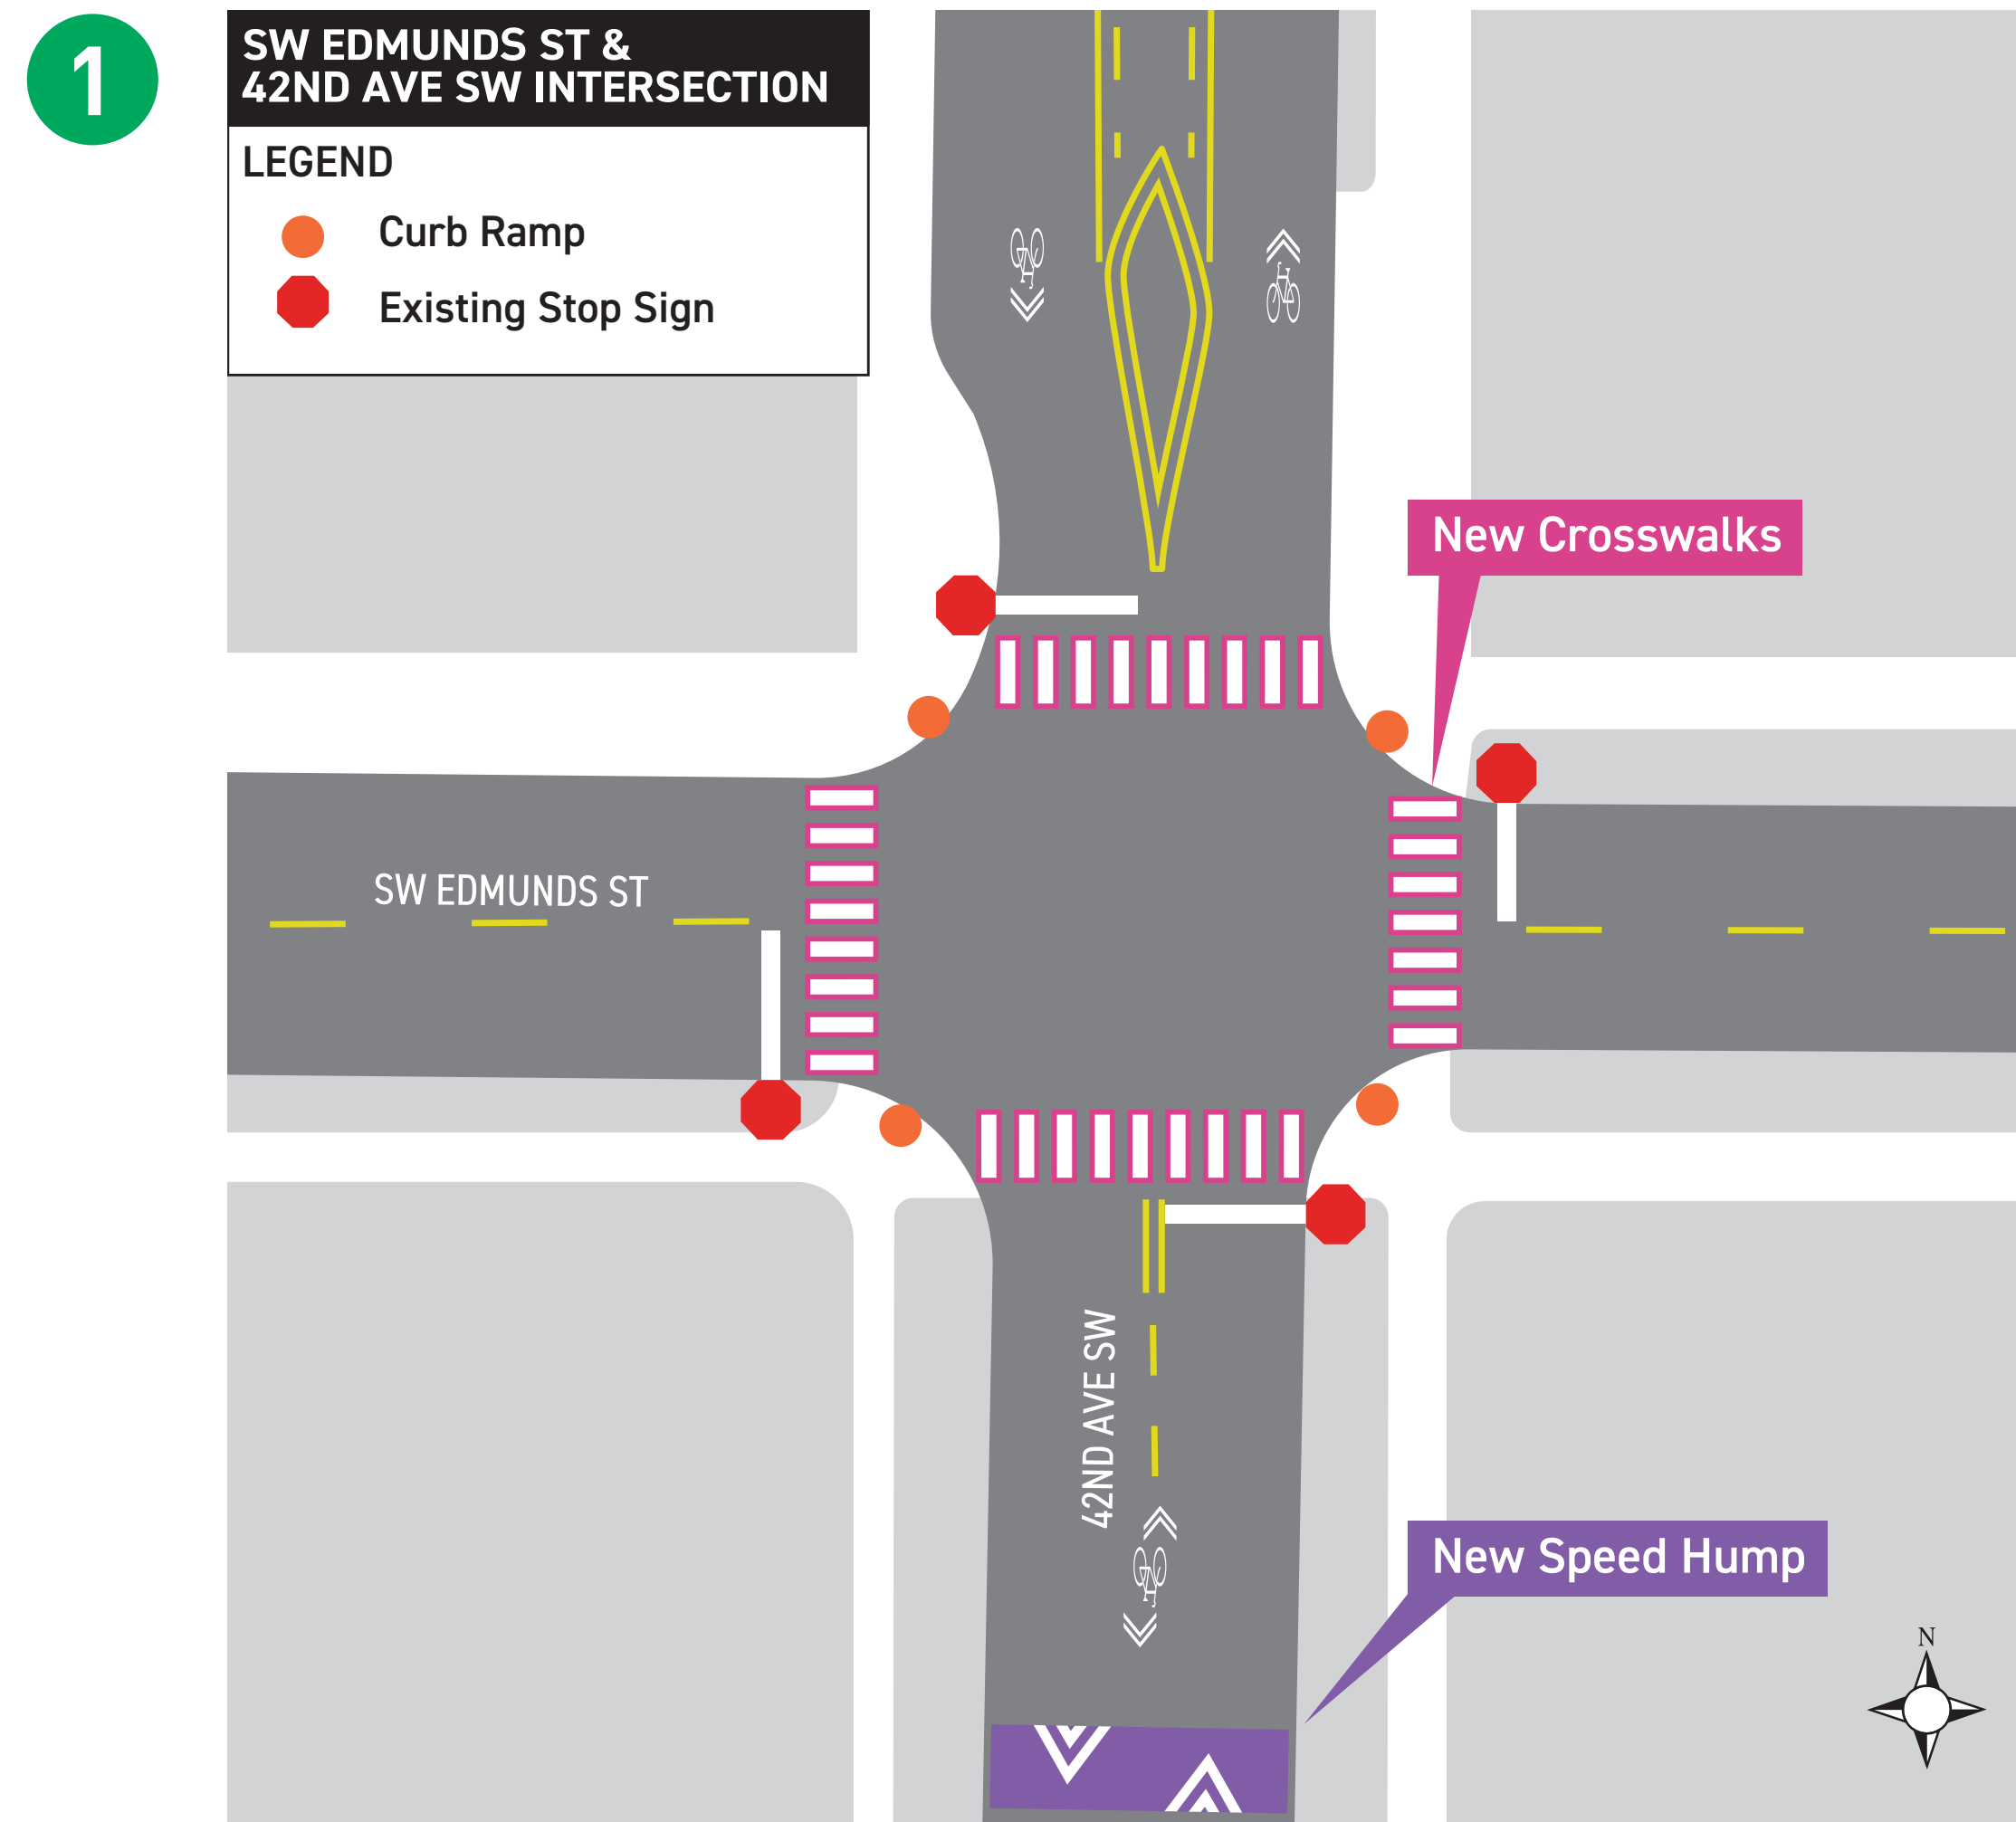 1
SW EDMUNDS ST &
42ND AVE SW INTERSECTION
LEGEND
Curb Ramp
Existing Stop Sign
New Crosswalks
SW EDMUNDS ST
42ND AVE SW
New Speed Hump
N